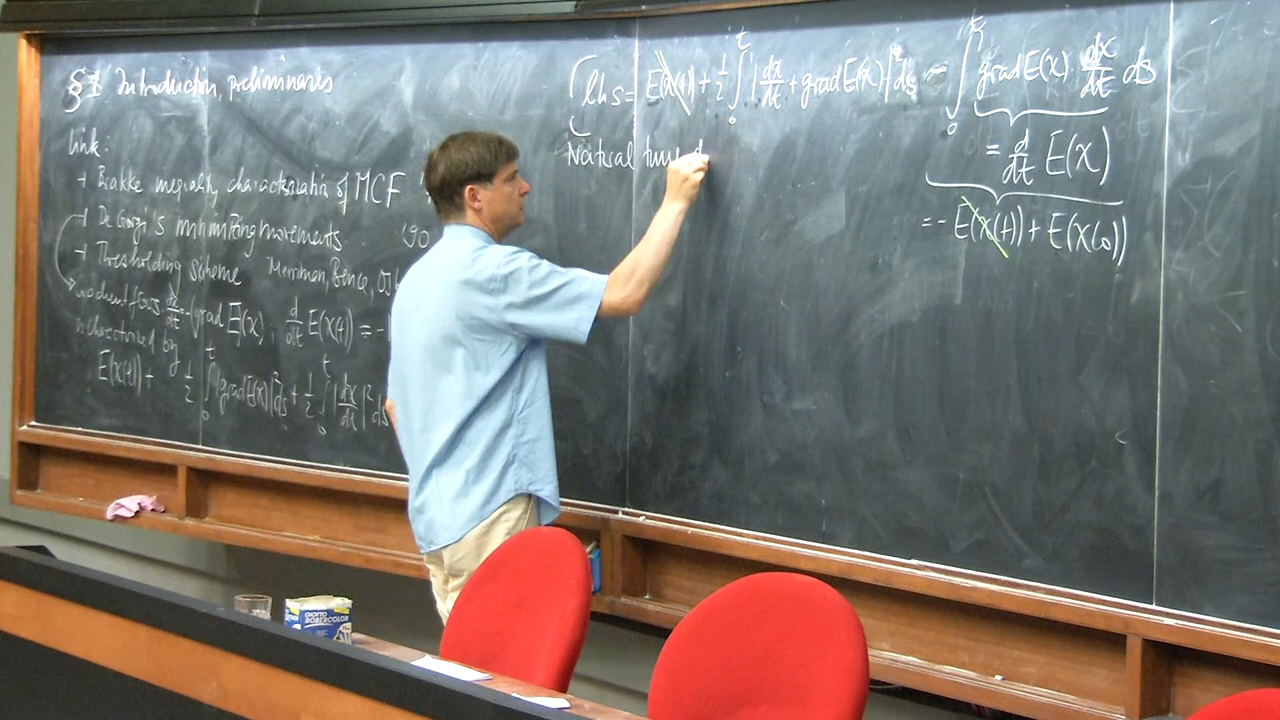 §1 Introduction, preliminaries
Link:
→ Brakke inequality characterization of MCF
→ De Giorgi's minimizing movements
→ Thresholding scheme Merriman, Bence, Osh
Gradient flows dx/dt = -grad E(x), d/dt E(x(t)) = -
is characterized by
E(x(t)) + 1/2 ∫₀ᵗ |grad E(x)|² ds + 1/2 ∫₀ᵗ |dx/dt|² ds
lhs = E(x(t)) + 1/2 ∫₀ᵗ |dx/dt + grad E(x)|² ds - ∫₀ᵗ grad E(x) · dx/dt ds
= d/dt E(x)
= - E(x(t)) + E(x(0))
Natural time d
GIOTTO
ROBERCOLOR